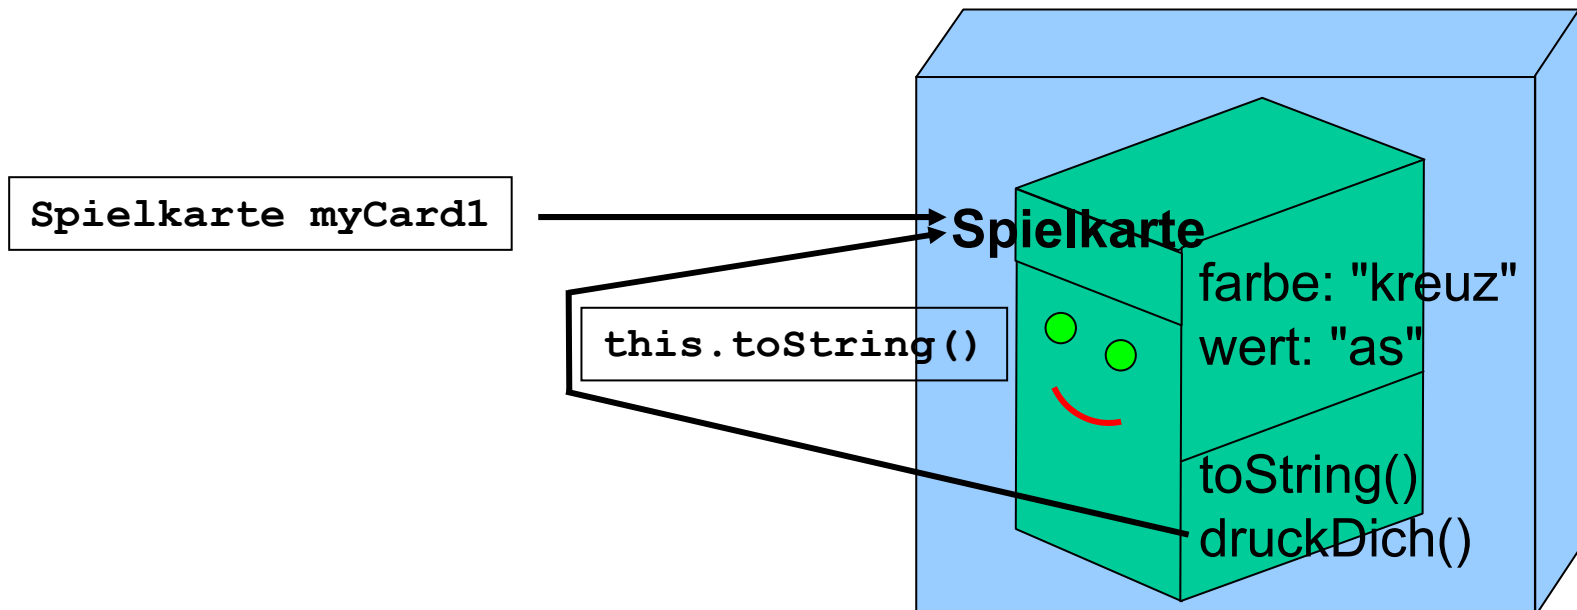 Spielkarte myCard1
Spielkarte
farbe: "kreuz"
this.toString()
wert: "as"
toString()
druckDich()